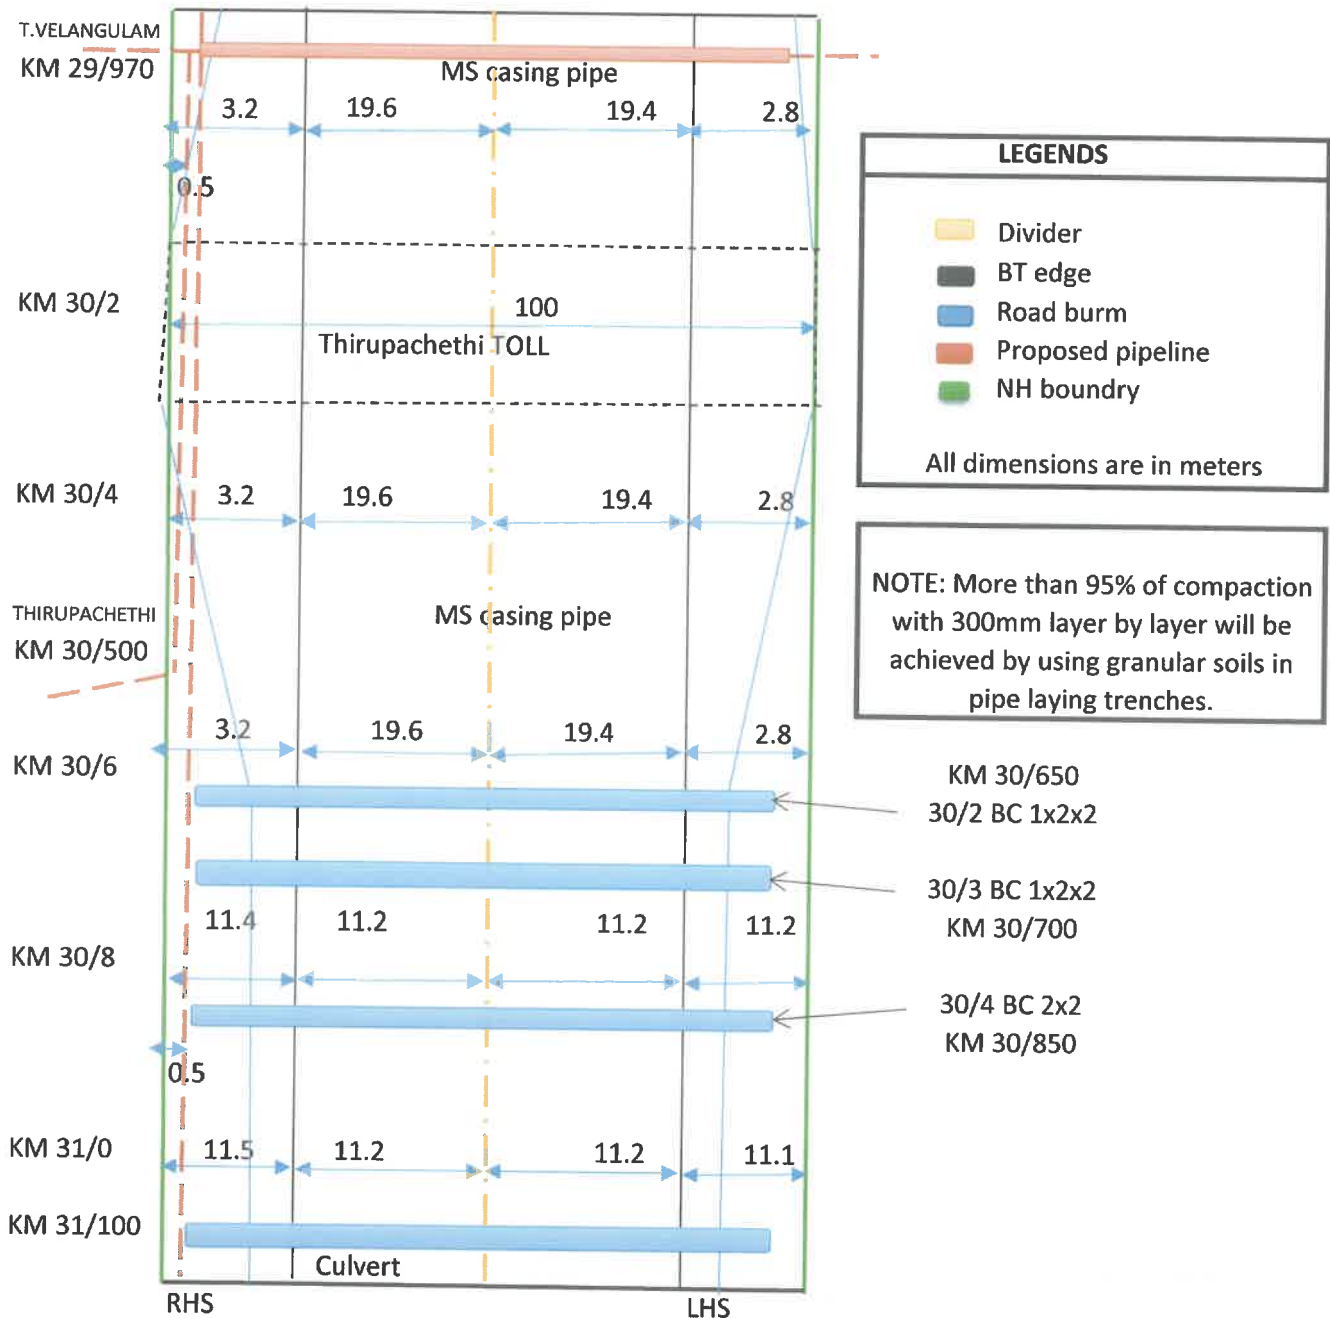 T.VELANGULAM
KM 29/970
MS casing pipe
3.2
19.6
19.4
2.8
0.5
LEGENDS
Divider
BT edge
Road burm
Proposed pipeline
NH boundry
All dimensions are in meters
KM 30/2
100
Thirupachethi TOLL
KM 30/4
3.2
19.6
19.4
2.8
NOTE: More than 95% of compaction
with 300mm layer by layer will be
achieved by using granular soils in
pipe laying trenches.
THIRUPACHETHI
KM 30/500
MS casing pipe
3.2
19.6
19.4
2.8
KM 30/6
KM 30/650
30/2 BC 1x2x2
30/3 BC 1x2x2
KM 30/700
11.4
11.2
11.2
11.2
KM 30/8
30/4 BC 2x2
KM 30/850
0.5
KM 31/0
11.5
11.2
11.2
11.1
KM 31/100
Culvert
RHS
LHS